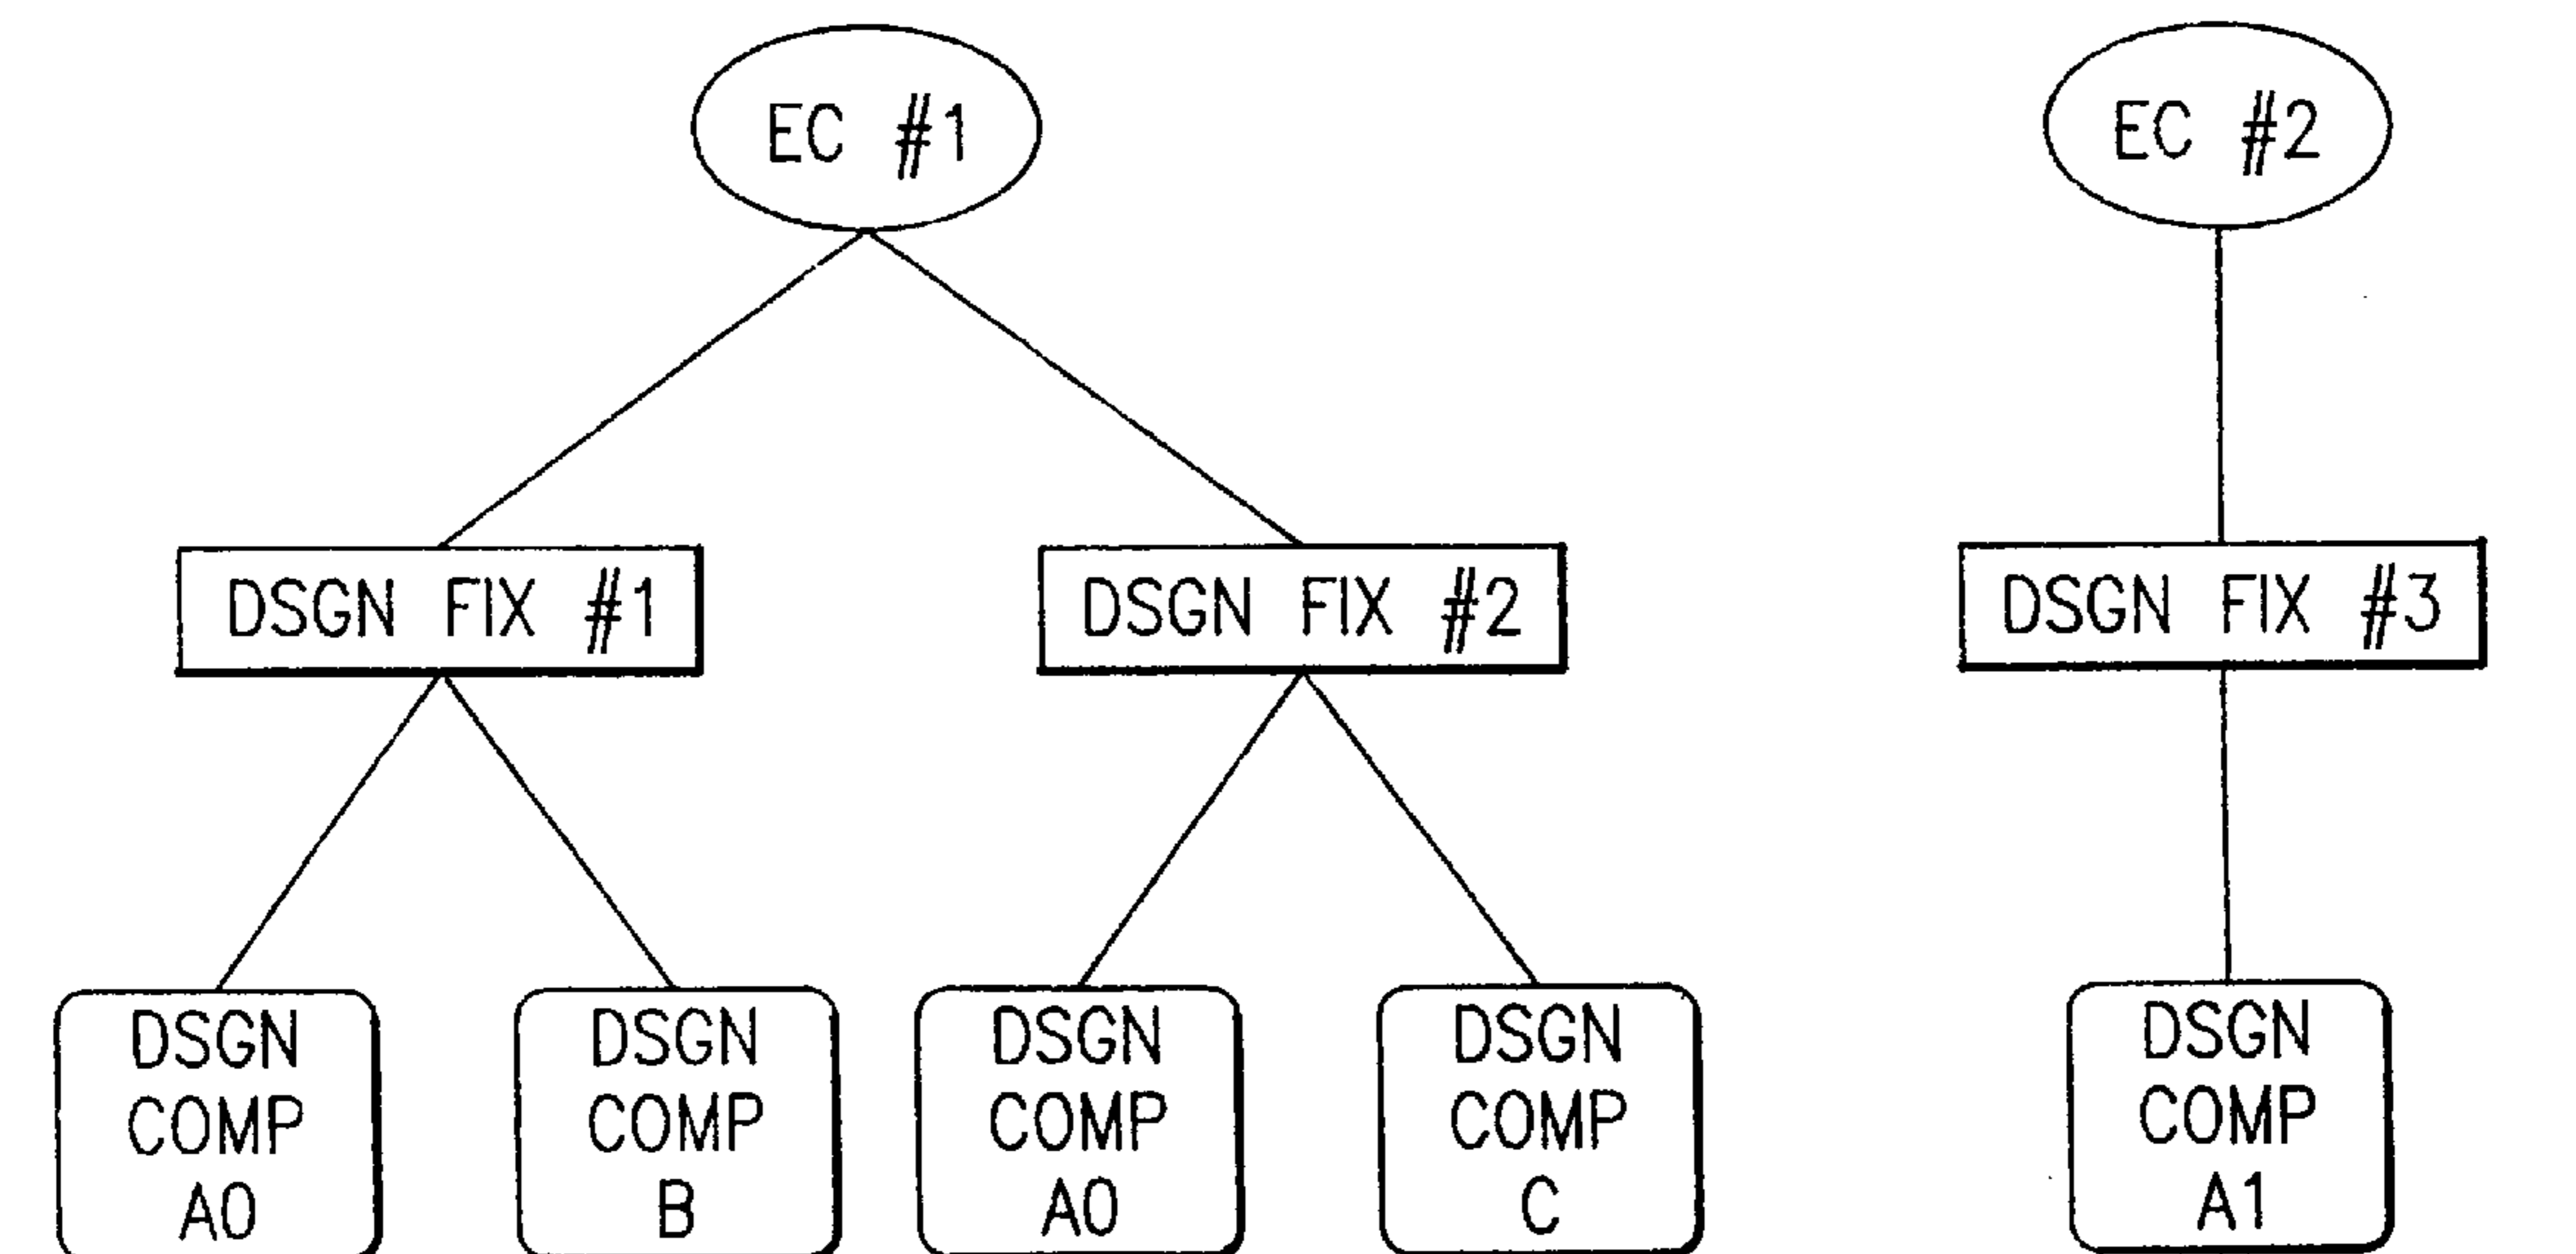 EC #1
EC #2
DSGN FIX #1
DSGN FIX #2
DSGN FIX #3
DSGN
COMP
A0
DSGN
COMP
B
DSGN
COMP
A0
DSGN
COMP
C
DSGN
COMP
A1